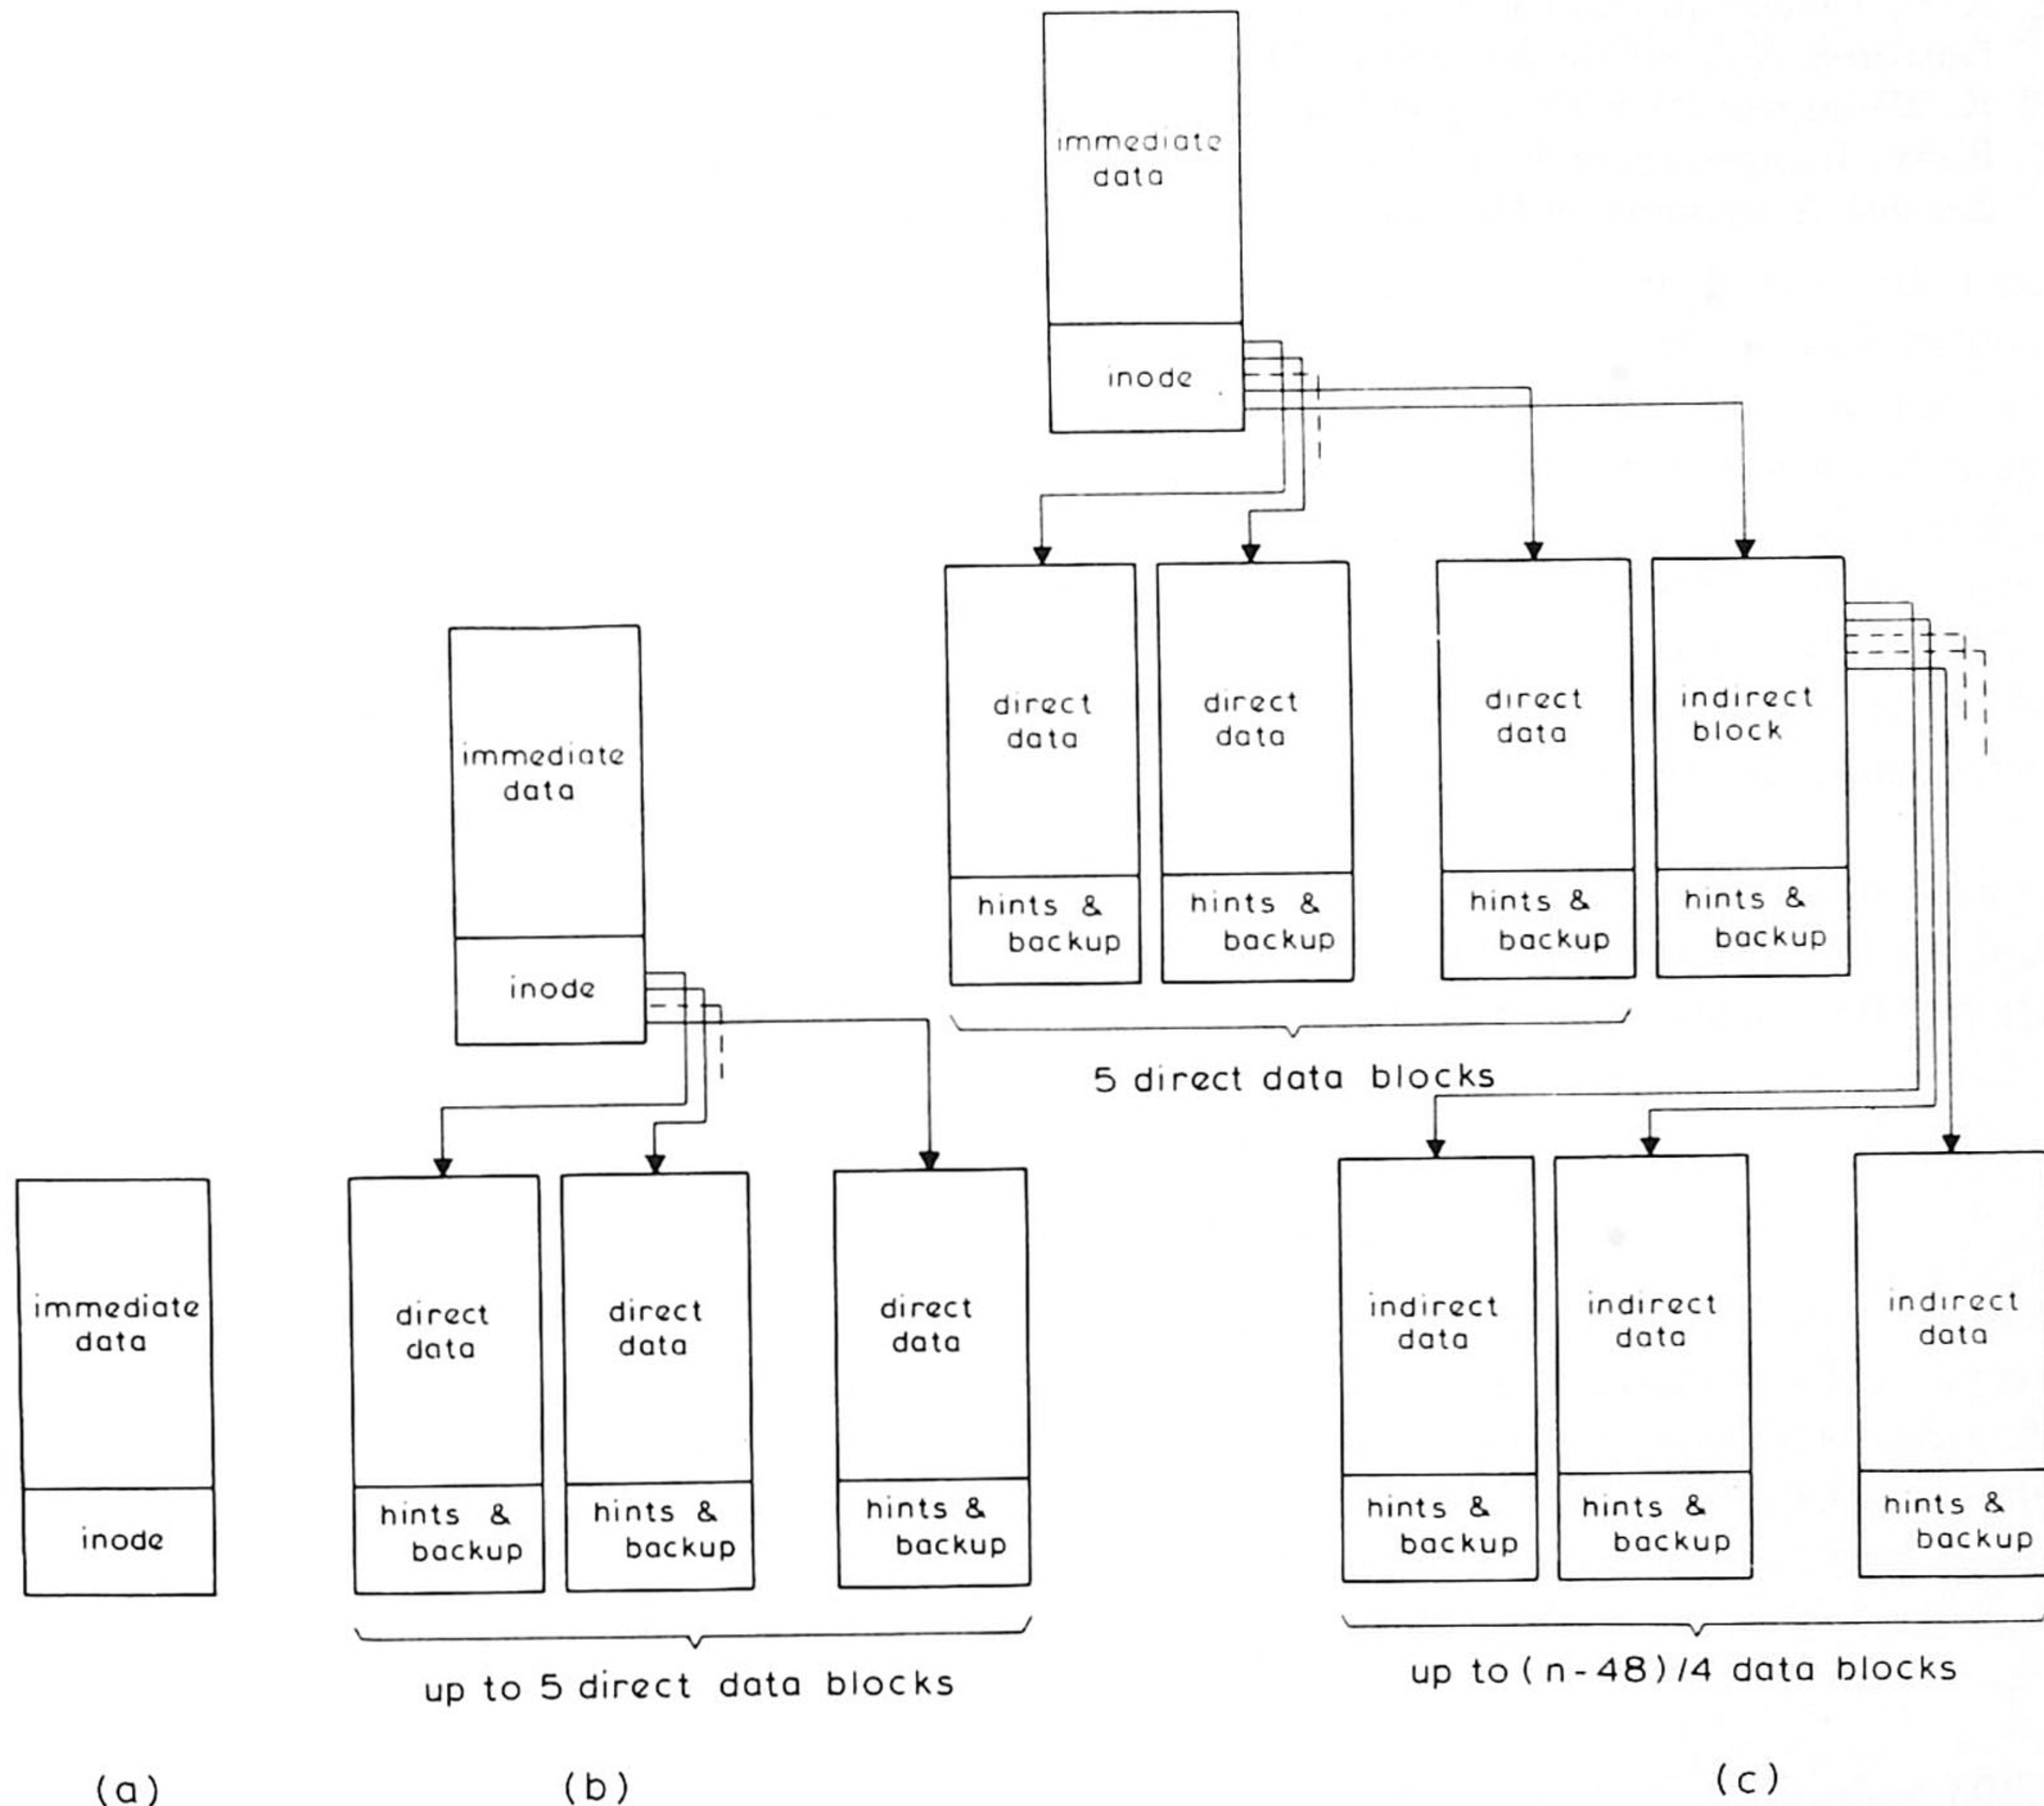 immediate
data
inode
direct
data
hints &
backup
direct
data
hints &
backup
direct
data
hints &
backup
indirect
block
hints &
backup
5 direct data blocks
indirect
data
hints &
backup
indirect
data
hints &
backup
indirect
data
hints &
backup
up to (n-48)/4 data blocks
(c)
immediate
data
inode
direct
data
hints &
backup
direct
data
hints &
backup
direct
data
hints &
backup
up to 5 direct data blocks
(b)
immediate
data
inode
(a)